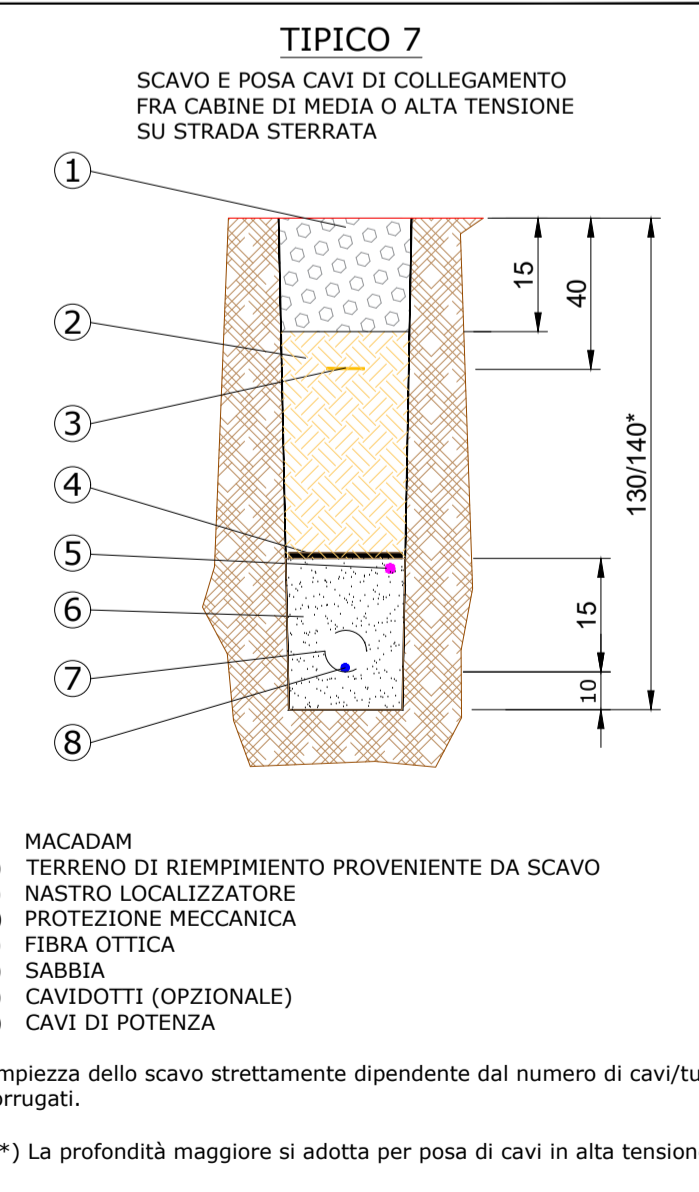 TIPICO 7
SCAVO E POSA CAVI DI COLLEGAMENTO
FRA CABINE DI MEDIA O ALTA TENSIONE
SU STRADA STERRATA
1
2
3
4
5
6
7
8
15
40
130/140*
15
10
MACADAM
) TERRENO DI RIEMPIMIENTO PROVENIENTE DA SCAVO
NASTRO LOCALIZZATORE
) PROTEZIONE MECCANICA
FIBRA OTTICA
) SABBIA
) CAVIDOTTI (OPZIONALE)
) CAVI DI POTENZA
mpiezza dello scavo strettamente dipendente dal numero di cavi/tu
orrugati.
*) La profondità maggiore si adotta per posa di cavi in alta tension